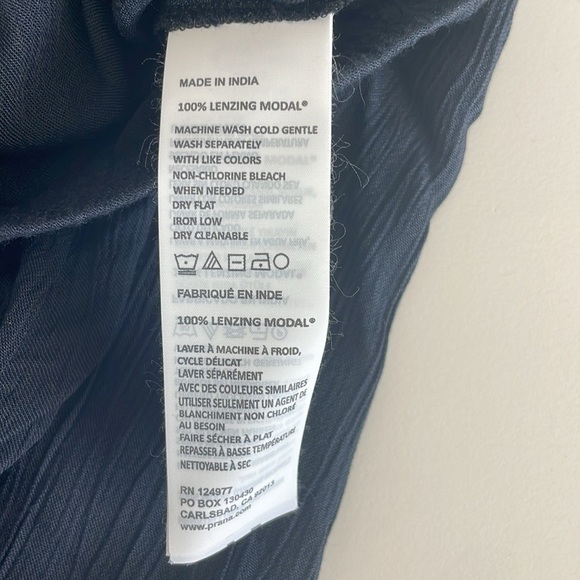 MADE IN INDIA
100% LENZING MODAL®
MACHINE WASH COLD GENTLE
WASH SEPARATELY
WITH LIKE COLORS
NON-CHLORINE BLEACH
WHEN NEEDED
DRY FLAT
IRON LOW
DRY CLEANABLE
FABRIQUÉ EN INDE
100% LENZING MODAL®
LAVER À MACHINE À FROID,
CYCLE DÉLICAT
LAVER SÉPARÉMENT
AVEC DES COULEURS SIMILAIRES
UTILISER SEULEMENT UN AGENT DE
BLANCHIMENT NON CHLORÉ
AU BESOIN
FAIRE SÉCHER À PLAT
REPASSER À BASSE TEMPÉRATURE
NETTOYABLE À SEC
RN 124977
PO BOX 130430
CARLSBAD, CA 92013
www.prana.com